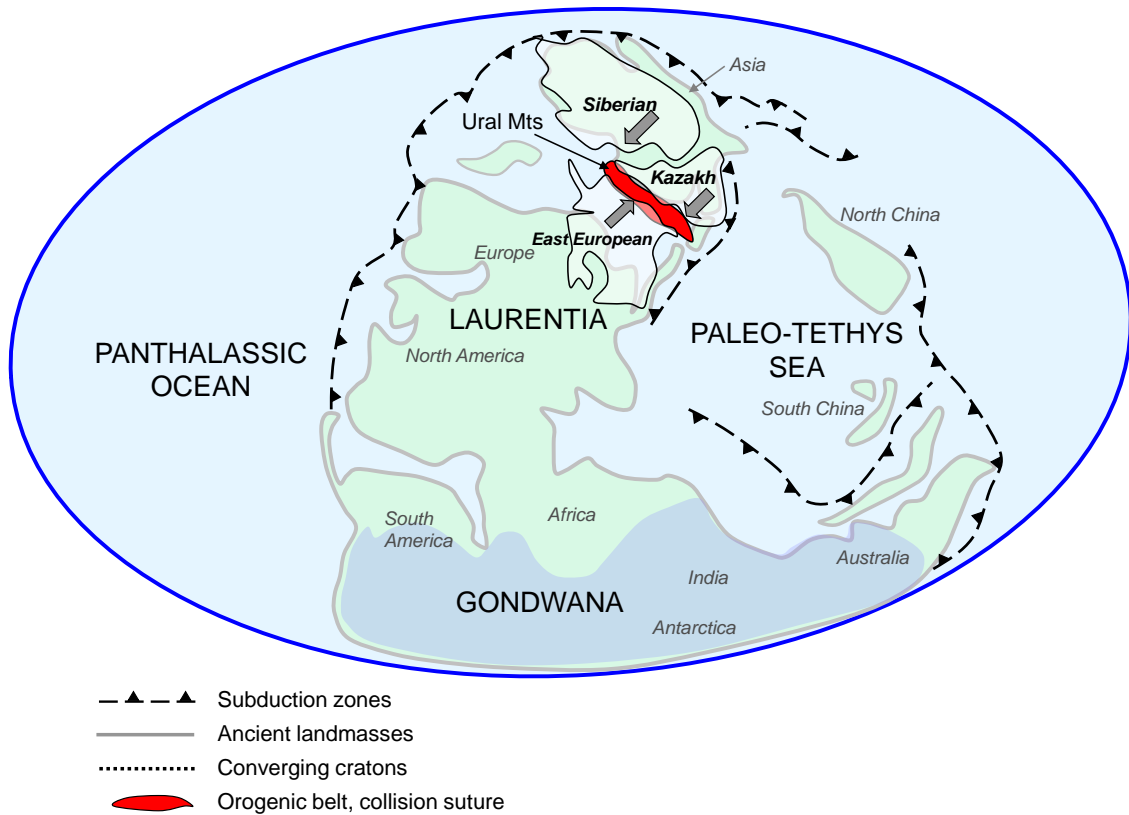 Asia
Siberian
Ural Mts
Kazakh
North China
East European
Europe
LAURENTIA
PANTHALASSIC
OCEAN
North America
PALEO-TETHYS
SEA
South China
South
America
Africa
Australia
India
GONDWANA
Antarctica
Subduction zones
Ancient landmasses
Converging cratons
Orogenic belt, collision suture